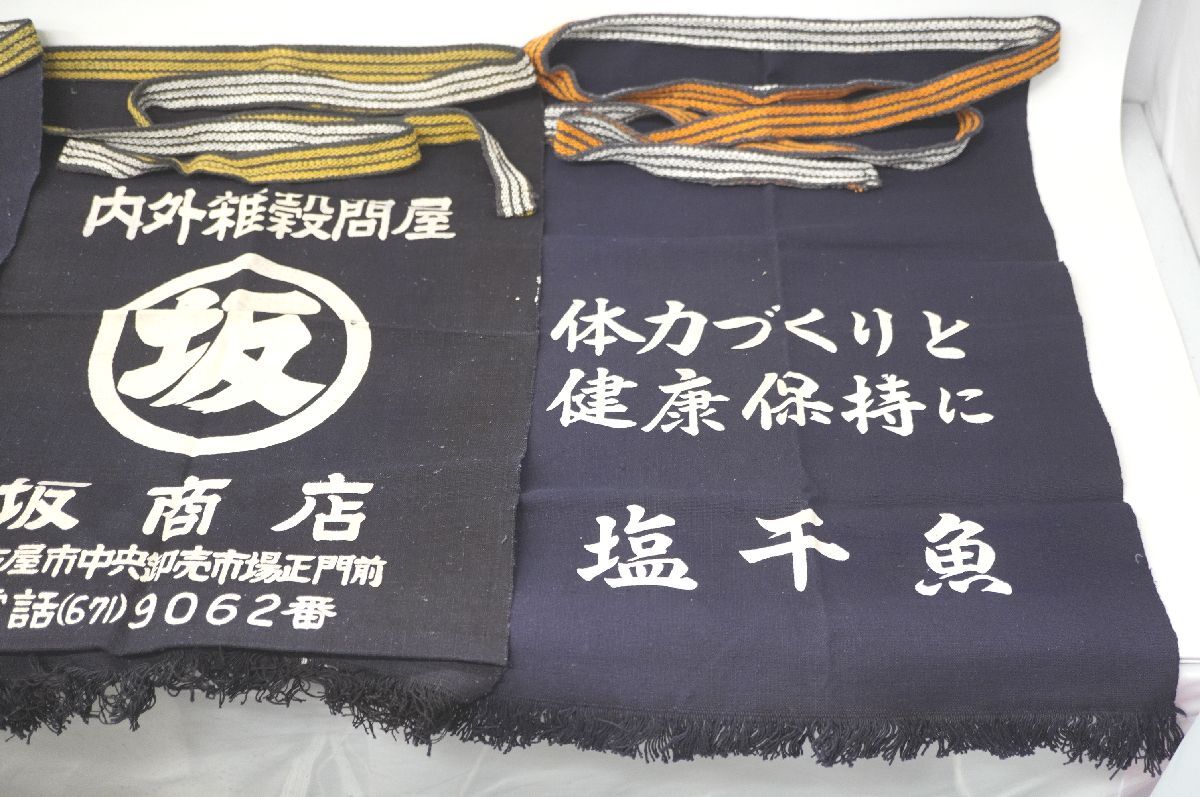 内外雑穀問屋
坂
坂商店
屋市中央卸売市場正門前
話(671)9062番
体力づくりと
健康保持に
塩干魚